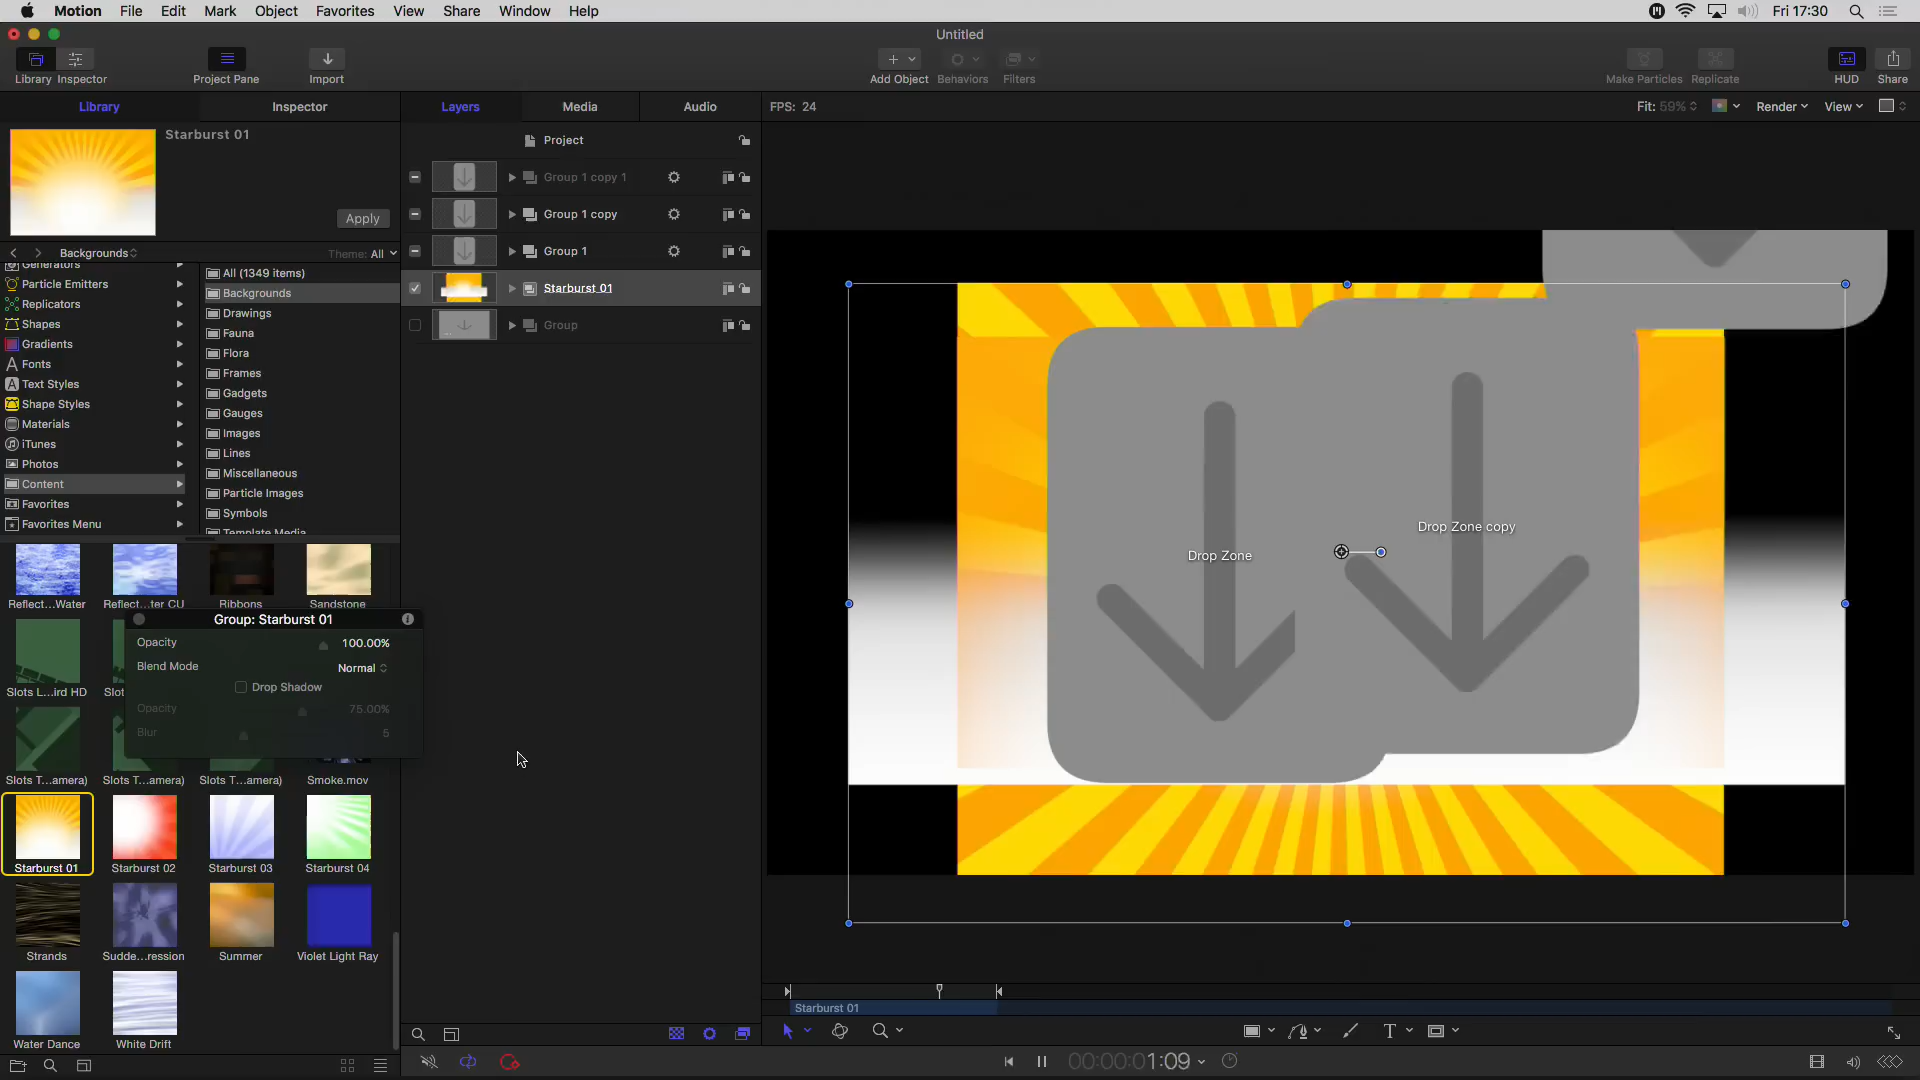 Motion File Edit Mark Object Favorites View Share Window Help
Fri 17:30
Untitled
Library Inspector
Project Pane
Import
Add Object
Behaviors
Filters
Make Particles
Replicate
HUD
Share
Library
Inspector
Layers
Media
Audio
FPS: 24
Fit: 59%
Render
View
Starburst 01
Apply
Backgrounds
Theme: All
Generators
Particle Emitters
Replicators
Shapes
Gradients
Fonts
Text Styles
Shape Styles
Materials
iTunes
Photos
Content
Favorites
Favorites Menu
All (1349 items)
Backgrounds
Drawings
Fauna
Flora
Frames
Gadgets
Gauges
Images
Lines
Miscellaneous
Particle Images
Symbols
Template Media
Project
Group 1 copy 1
Group 1 copy
Group 1
Starburst 01
Group
Reflect...Water
Reflect...ter CU
Ribbons
Sandstone
Group: Starburst 01
Opacity
100.00%
Blend Mode
Normal
Drop Shadow
Opacity
75.00%
Blur
5
Slots L...ird HD
Slots T...amera)
Slots T...amera)
Slots T...amera)
Smoke.mov
Starburst 01
Starburst 02
Starburst 03
Starburst 04
Strands
Sudde...ression
Summer
Violet Light Ray
Water Dance
White Drift
Drop Zone
Drop Zone copy
Starburst 01
T
00:00:01:09